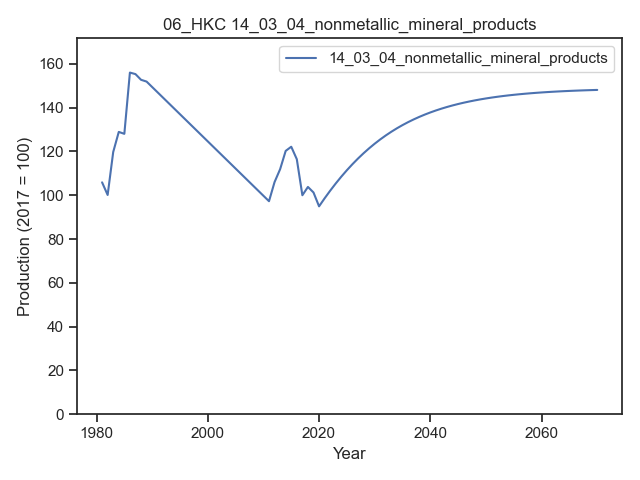 06_HKC 14_03_04_nonmetallic_mineral_products
14_03_04_nonmetallic_mineral_products
Production (2017 = 100)
160
140
120
100
80
60
40
20
0
1980 2000 2020 2040 2060
Year